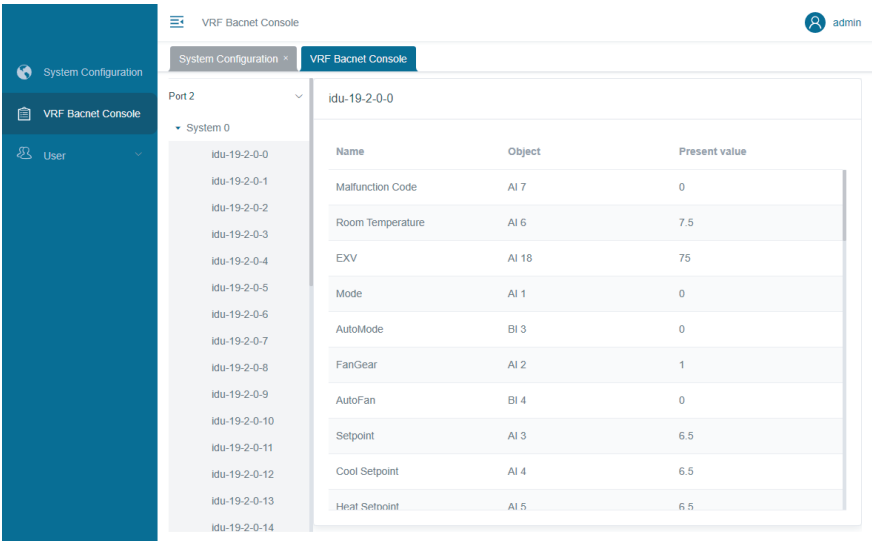 VRF Bacnet Console
admin
System Configuration ×
VRF Bacnet Console
System Configuration
VRF Bacnet Console
User
Port 2
System 0
idu-19-2-0-0
idu-19-2-0-1
idu-19-2-0-2
idu-19-2-0-3
idu-19-2-0-4
idu-19-2-0-5
idu-19-2-0-6
idu-19-2-0-7
idu-19-2-0-8
idu-19-2-0-9
idu-19-2-0-10
idu-19-2-0-11
idu-19-2-0-12
idu-19-2-0-13
idu-19-2-0-14
idu-19-2-0-0
Name Object Present value
Malfunction Code AI 7 0
Room Temperature AI 6 7.5
EXV AI 18 75
Mode AI 1 0
AutoMode BI 3 0
FanGear AI 2 1
AutoFan BI 4 0
Setpoint AI 3 6.5
Cool Setpoint AI 4 6.5
Heat Setpoint AI 5 6.5